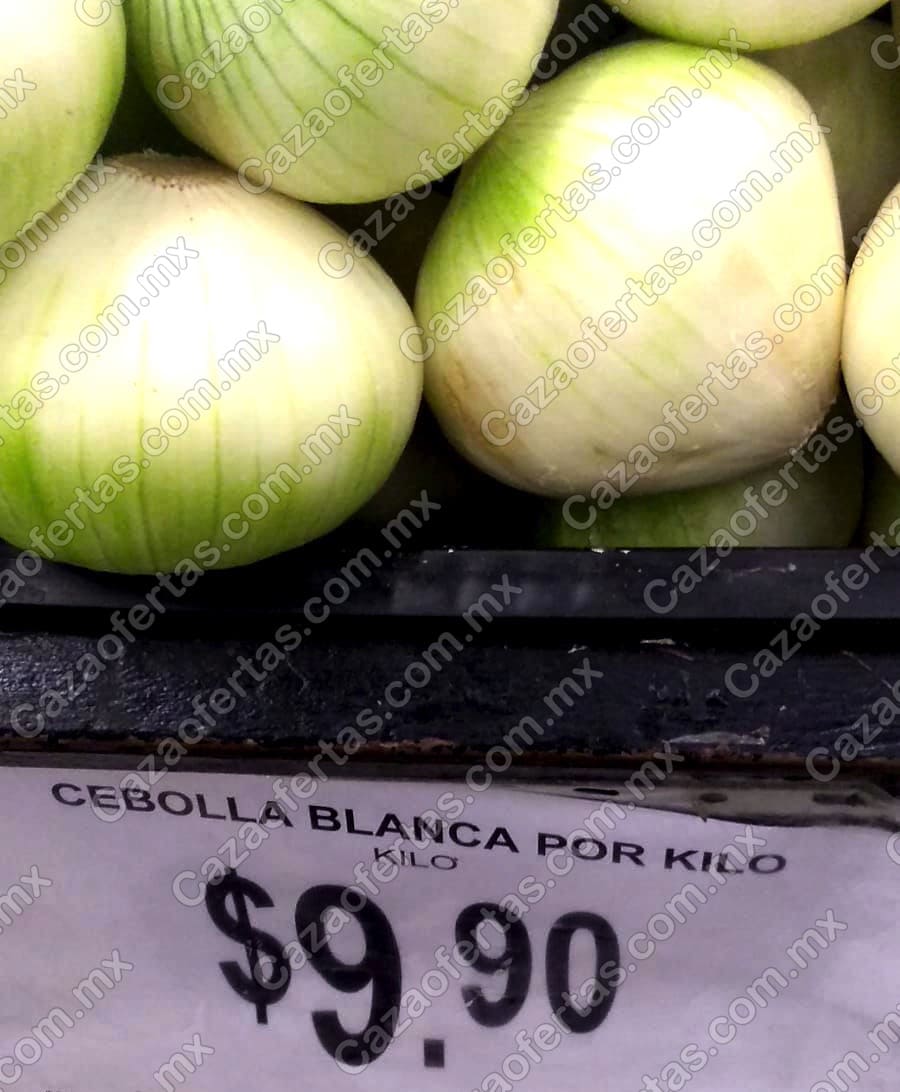 CEBOLLA BLANCA POR KILO
KILO
$9.90
Cazaofertas.com.mx